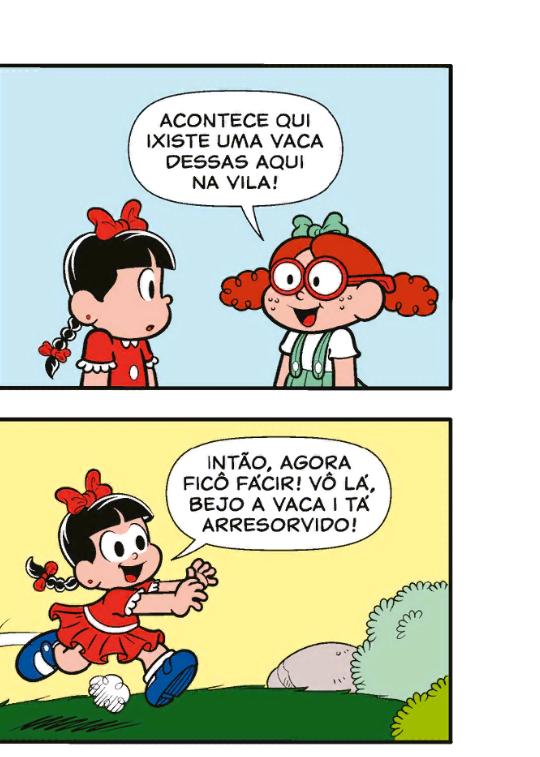 ACONTECE QUI
IXISTE UMA VACA
DESSAS AQUI
NA VILA!
INTÃO, AGORA
FICÔ FÁCIR! VÔ LÁ,
BEJO A VACA I TÁ
ARRESORVIDO!